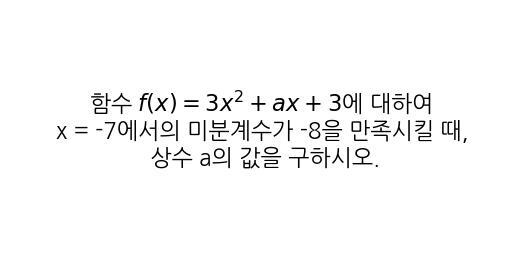 함수 f(x) = 3x² + ax + 3에 대하여
x = -7에서의 미분계수가 -8을 만족시킬 때,
상수 a의 값을 구하시오.